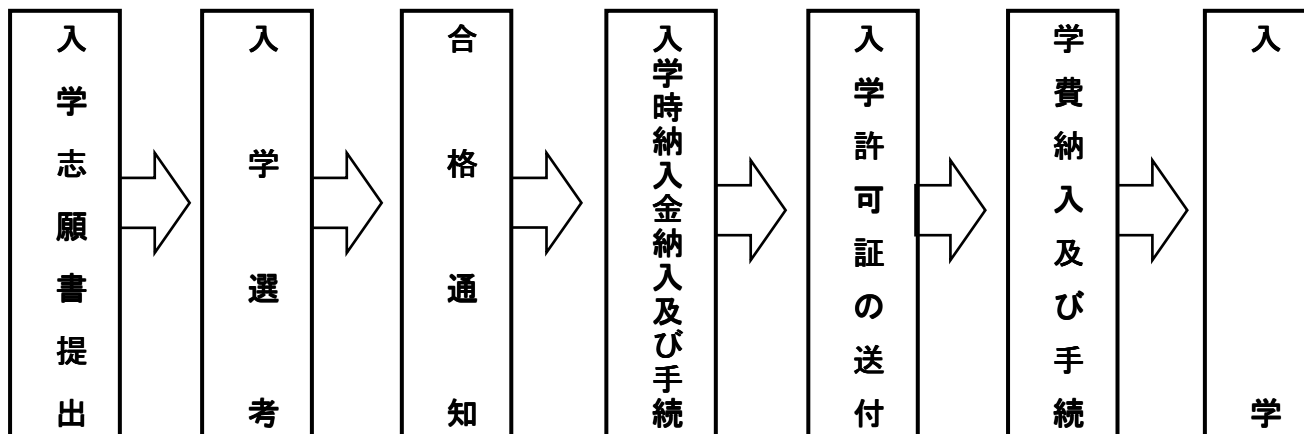 入学志願書提出
入学選考
合格通知
入学時納入金納入及び手続
入学許可証の送付
学費納入及び手続
入学